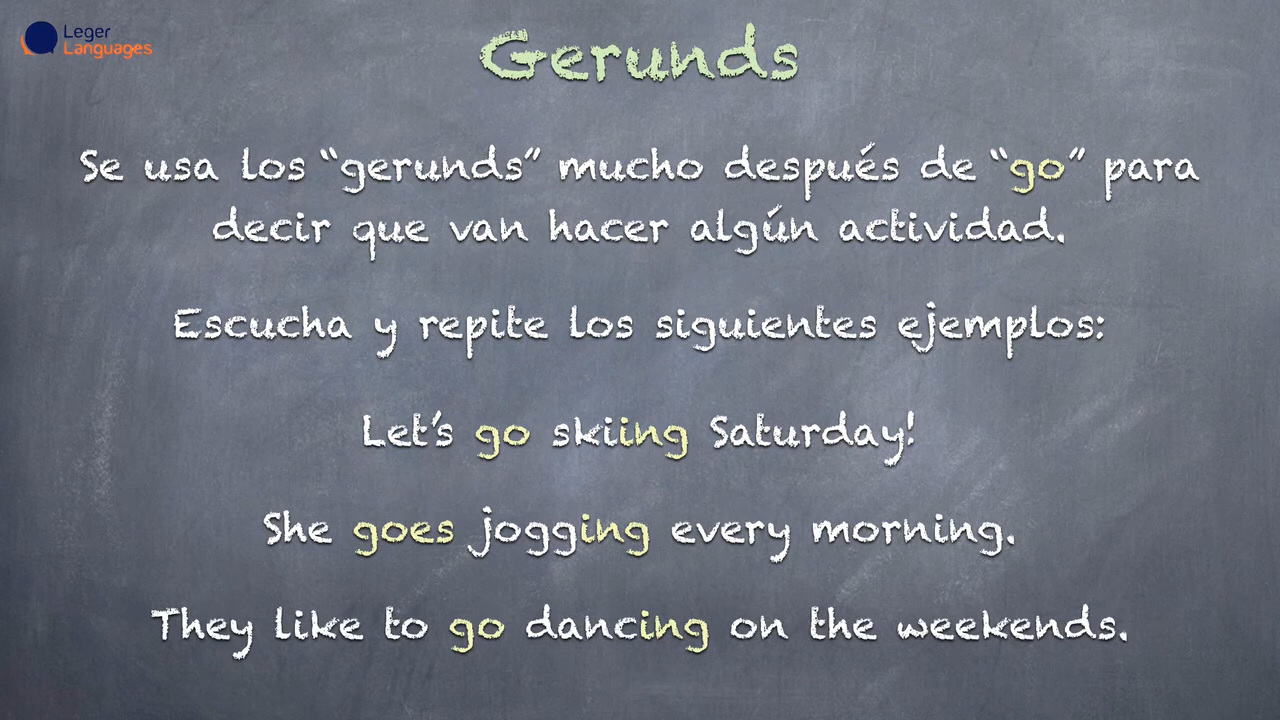 Leger
Languages
Gerunds
Se usa los “gerunds” mucho después de “go” para
decir que van hacer algún actividad.
Escucha y repite los siguientes ejemplos:
Let’s go skiing Saturday!
She goes jogging every morning.
They like to go dancing on the weekends.